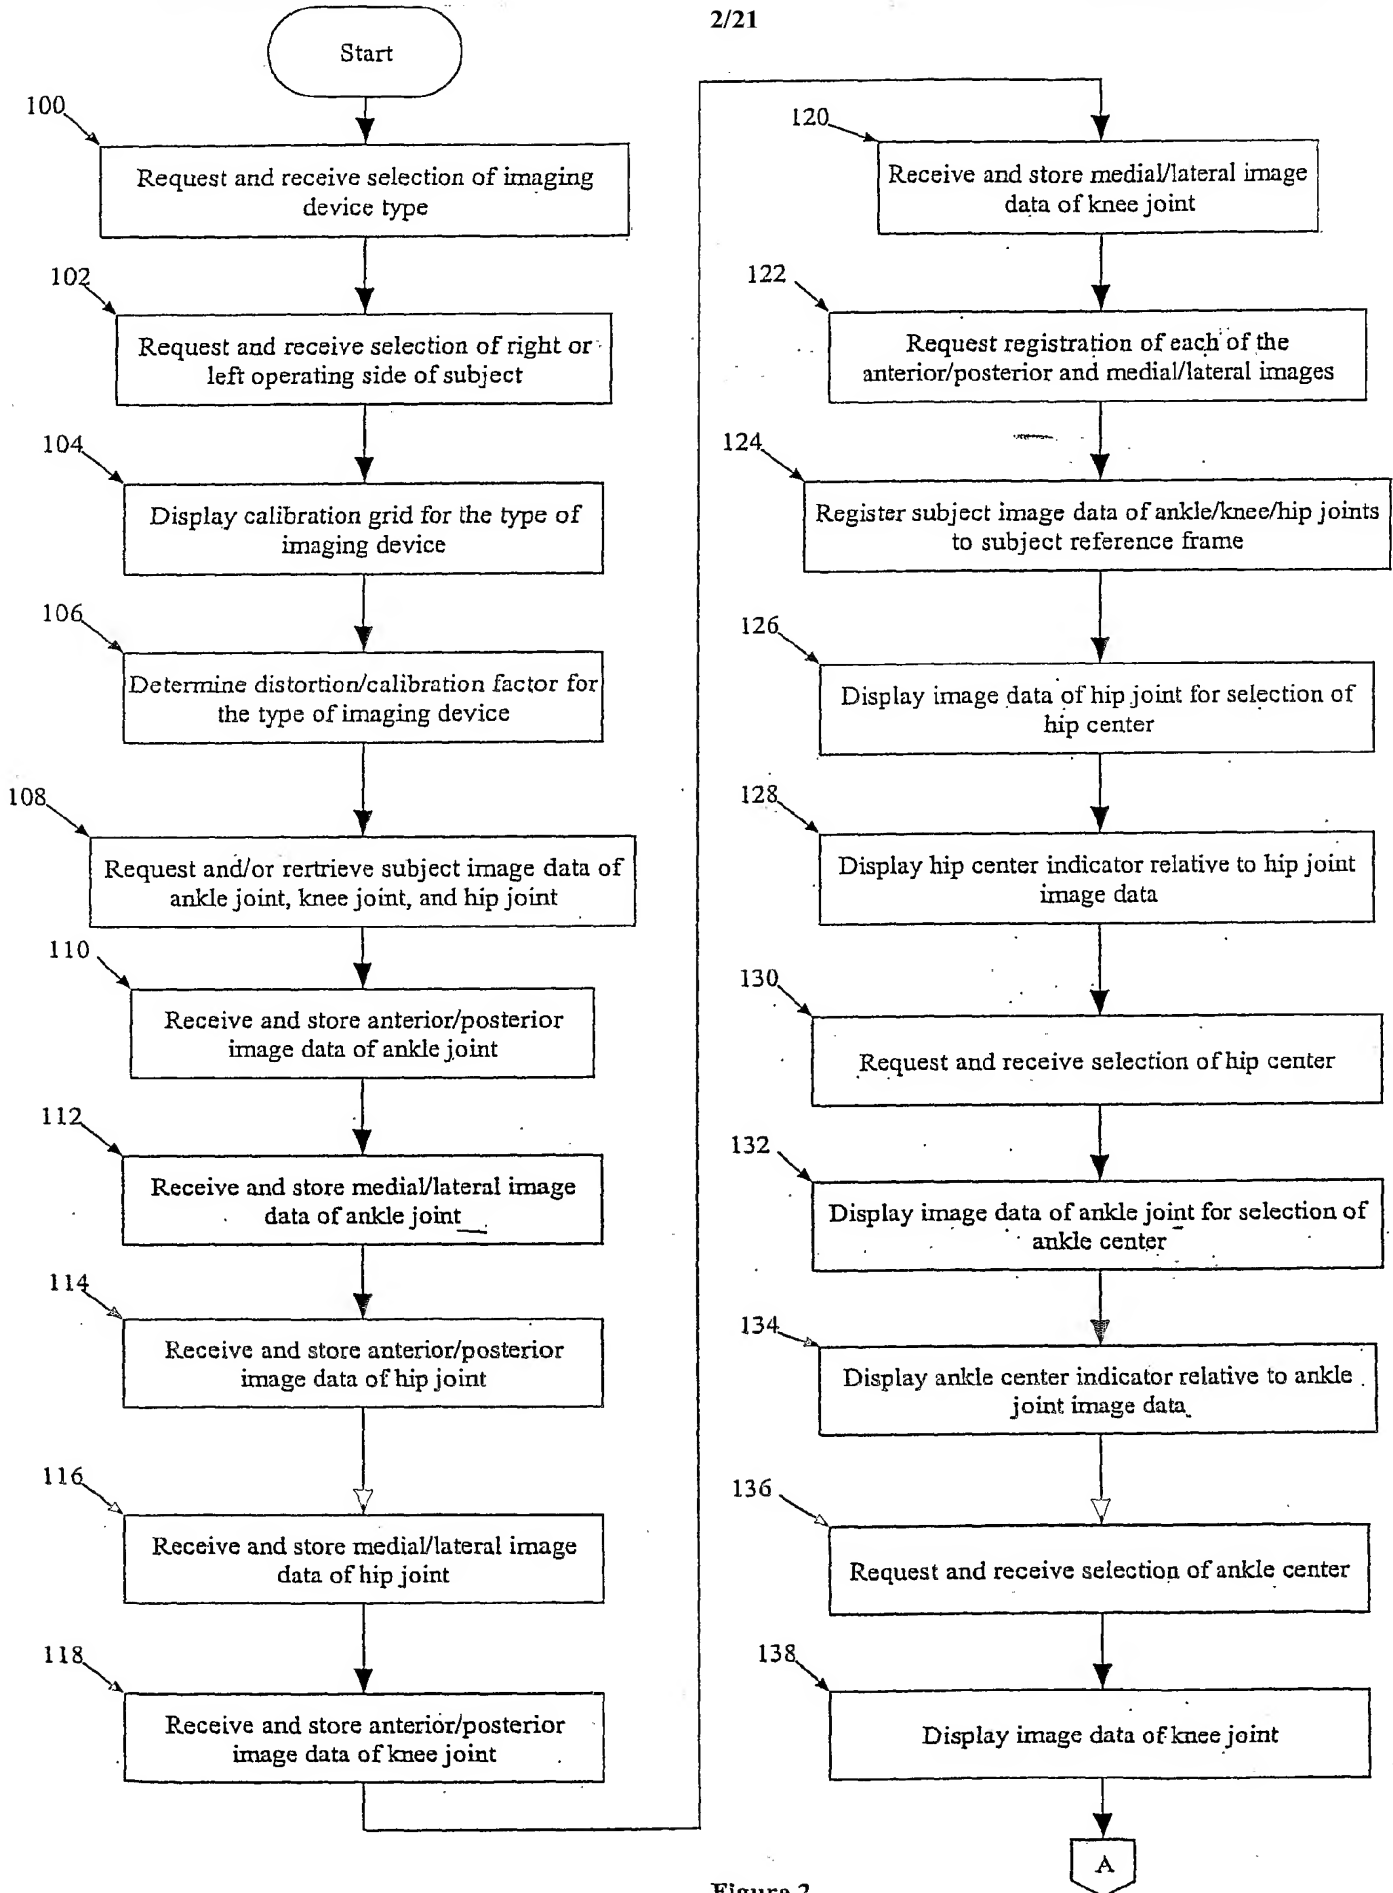 2/21
Start
100
Request and receive selection of imaging
device type
102
Request and receive selection of right or
left operating side of subject
104
Display calibration grid for the type of
imaging device
106
Determine distortion/calibration factor for
the type of imaging device
108
Request and/or rertrieve subject image data of
ankle joint, knee joint, and hip joint
110
Receive and store anterior/posterior
image data of ankle joint
112
Receive and store medial/lateral image
data of ankle joint
114
Receive and store anterior/posterior
image data of hip joint
116
Receive and store medial/lateral image
data of hip joint
118
Receive and store anterior/posterior
image data of knee joint
120
Receive and store medial/lateral image
data of knee joint
122
Request registration of each of the
anterior/posterior and medial/lateral images
124
Register subject image data of ankle/knee/hip joints
to subject reference frame
126
Display image data of hip joint for selection of
hip center
128
Display hip center indicator relative to hip joint
image data
130
Request and receive selection of hip center
132
Display image data of ankle joint for selection of
ankle center
134
Display ankle center indicator relative to ankle
joint image data
136
Request and receive selection of ankle center
138
Display image data of knee joint
A
Figure 2